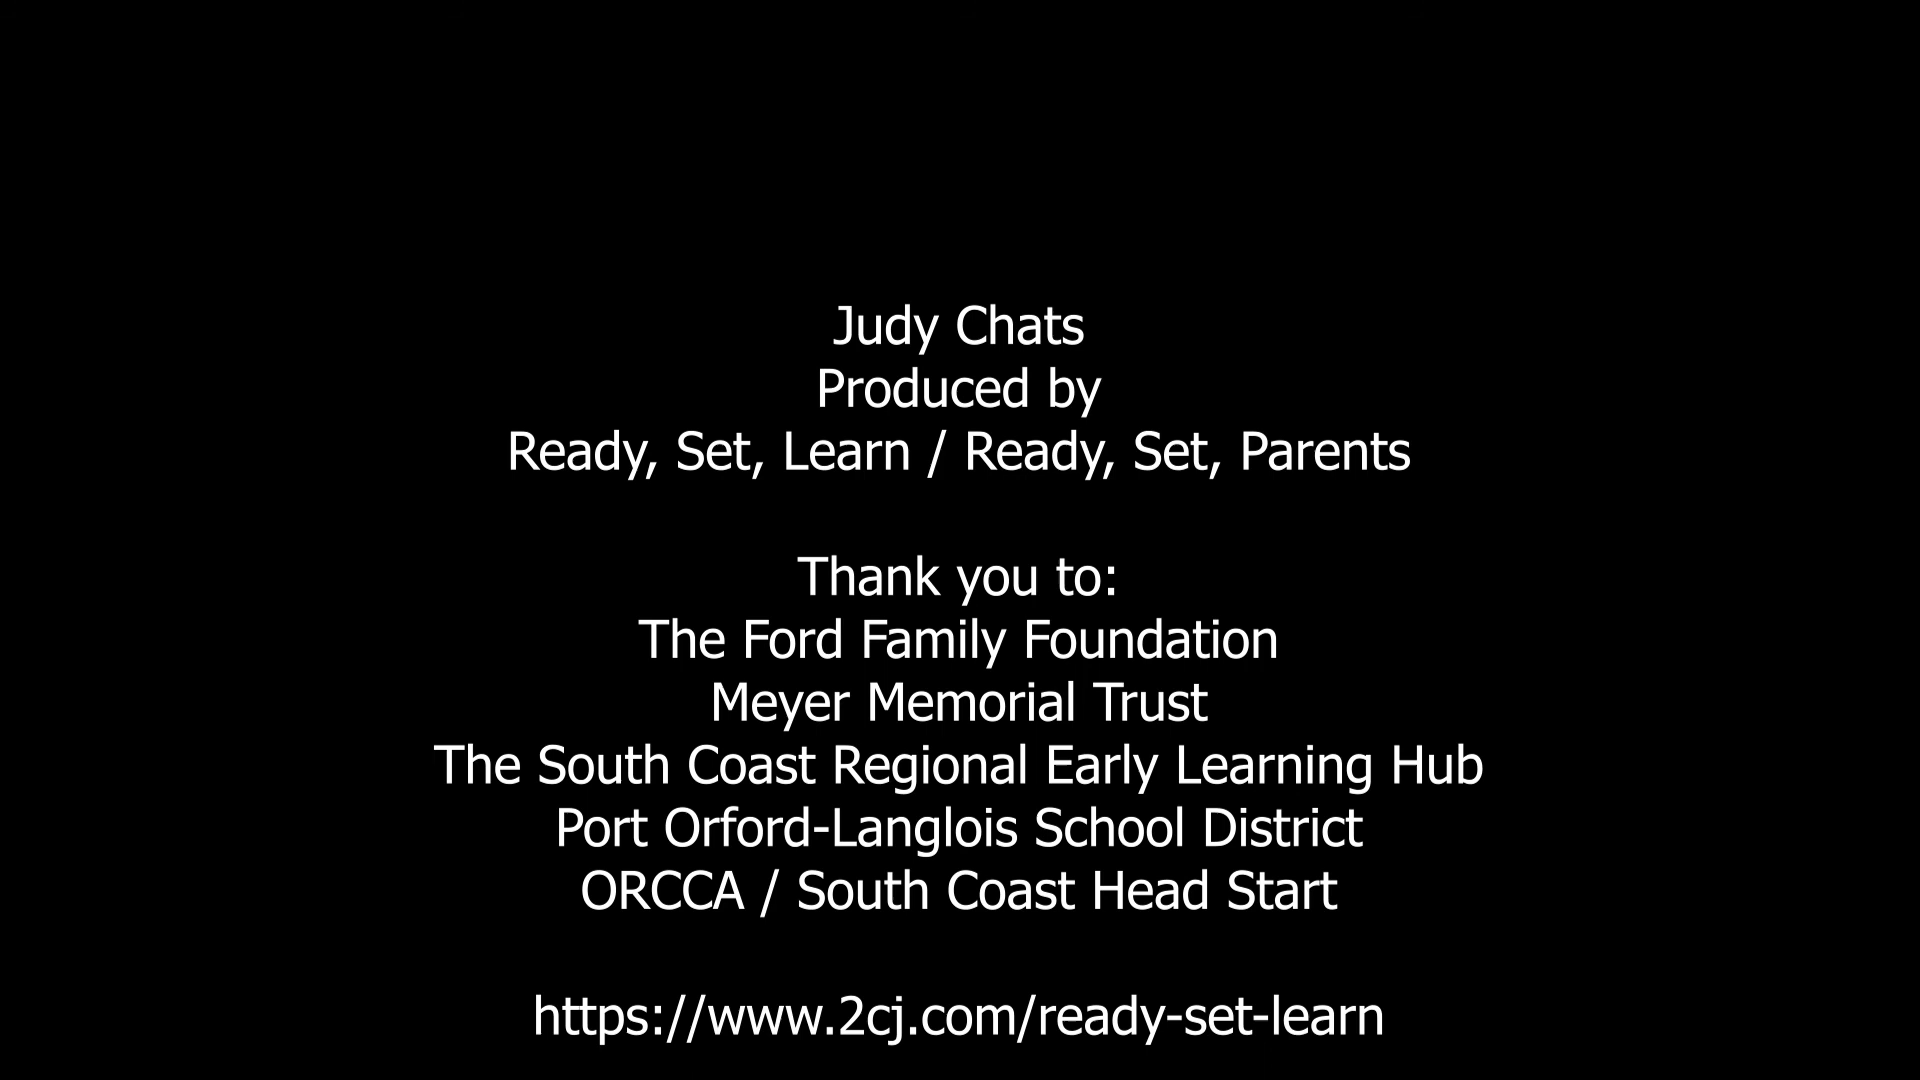 Judy Chats
Produced by
Ready, Set, Learn / Ready, Set, Parents
Thank you to:
The Ford Family Foundation
Meyer Memorial Trust
The South Coast Regional Early Learning Hub
Port Orford-Langlois School District
ORCCA / South Coast Head Start
https://www.2cj.com/ready-set-learn